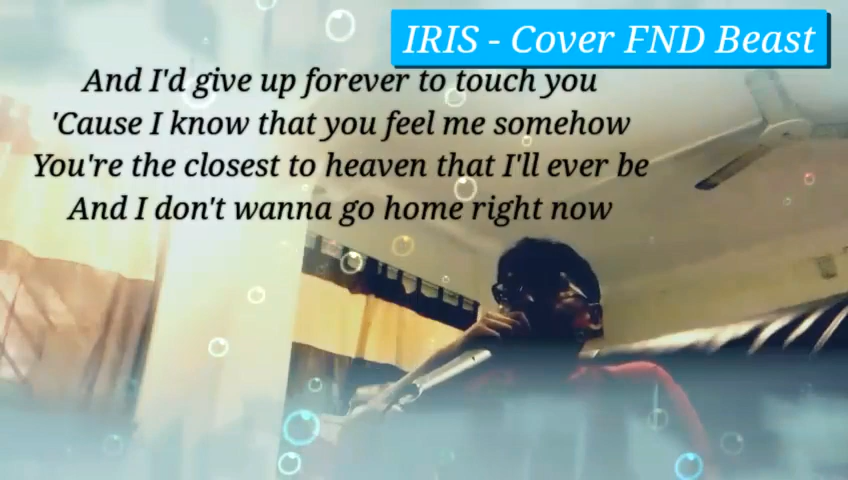 IRIS - Cover FND Beast
And I'd give up forever to touch you
'Cause I know that you feel me somehow
You're the closest to heaven that I'll ever be
And I don't wanna go home right now